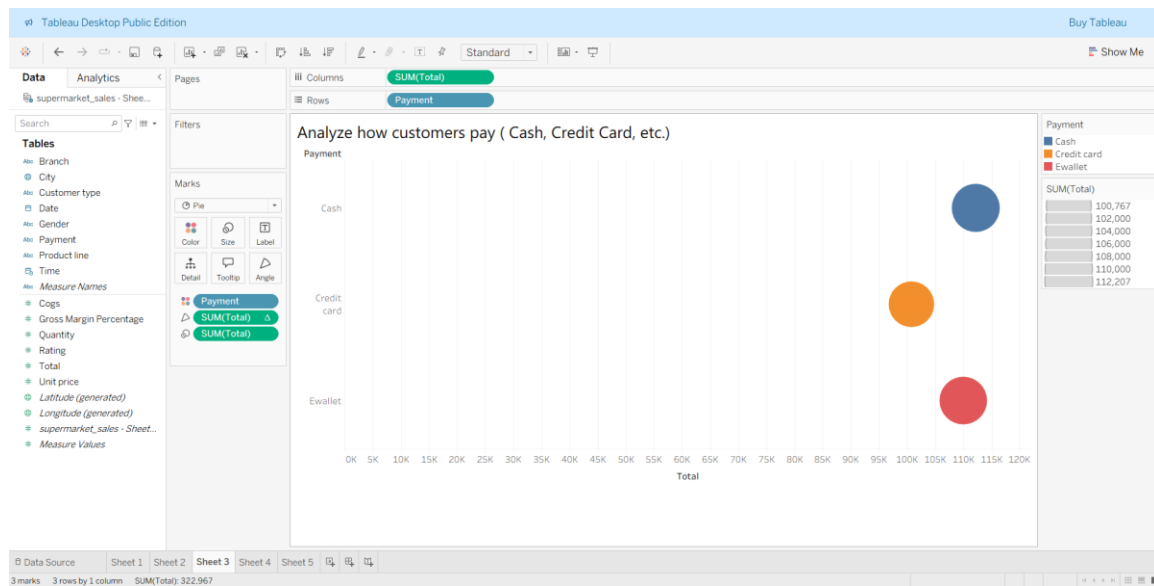 Tableau Desktop Public Edition
Buy Tableau
Standard
Show Me
Data Analytics
supermarket_sales - Shee...
Search
Tables
Abc Branch
City
Abc Customer type
Date
Abc Gender
Abc Payment
Abc Product line
Time
Abc Measure Names
# Cogs
# Gross Margin Percentage
# Quantity
# Rating
# Total
# Unit price
Latitude (generated)
Longitude (generated)
# supermarket_sales - Sheet...
# Measure Values
Pages
Filters
Marks
Pie
Color Size Label
Detail Tooltip Angle
Payment
SUM(Total) Δ
SUM(Total)
Columns SUM(Total)
Rows Payment
Analyze how customers pay ( Cash, Credit Card, etc.)
Payment
Cash
Credit
card
Ewallet
0K 5K 10K 15K 20K 25K 30K 35K 40K 45K 50K 55K 60K 65K 70K 75K 80K 85K 90K 95K 100K 105K 110K 115K 120K
Total
Payment
Cash
Credit card
Ewallet
SUM(Total)
100,767
102,000
104,000
106,000
108,000
110,000
112,207
Data Source Sheet 1 Sheet 2 Sheet 3 Sheet 4 Sheet 5
3 marks 3 rows by 1 column SUM(Total): 322,967